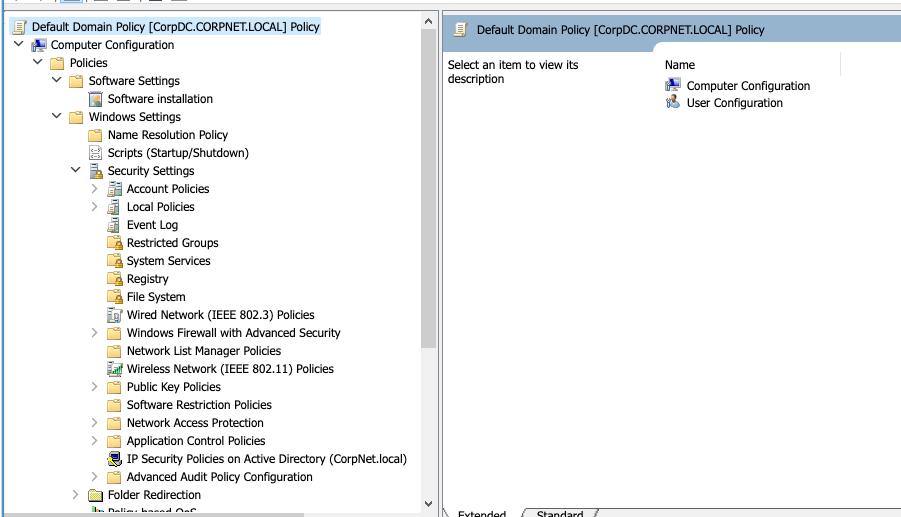 Default Domain Policy [CorpDC.CORPNET.LOCAL] Policy
Computer Configuration
Policies
Software Settings
Software installation
Windows Settings
Name Resolution Policy
Scripts (Startup/Shutdown)
Security Settings
Account Policies
Local Policies
Event Log
Restricted Groups
System Services
Registry
File System
Wired Network (IEEE 802.3) Policies
Windows Firewall with Advanced Security
Network List Manager Policies
Wireless Network (IEEE 802.11) Policies
Public Key Policies
Software Restriction Policies
Network Access Protection
Application Control Policies
IP Security Policies on Active Directory (CorpNet.local)
Advanced Audit Policy Configuration
Folder Redirection
Policy-based QoS
Default Domain Policy [CorpDC.CORPNET.LOCAL] Policy
Select an item to view its
description
Name
Computer Configuration
User Configuration
Extended
Standard